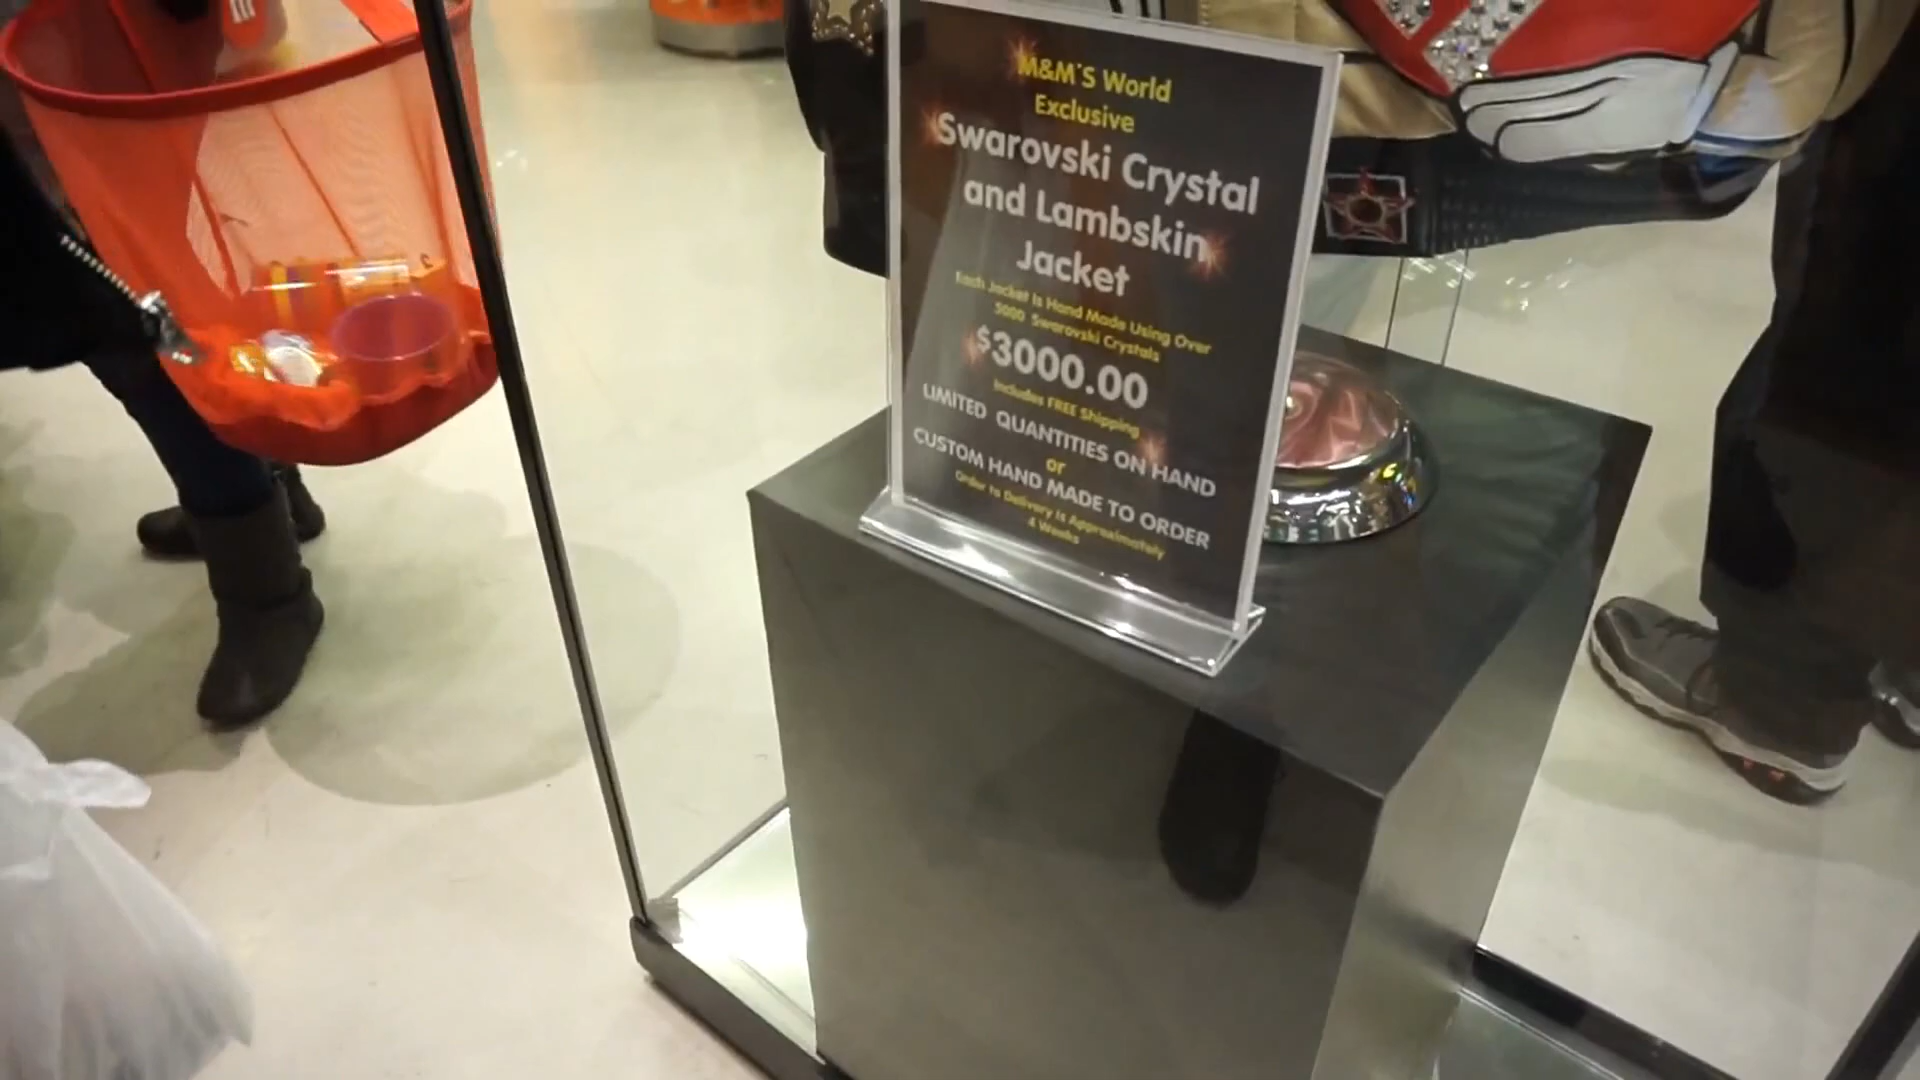 M&M'S World
Exclusive
Swarovski Crystal
and Lambskin
Jacket
Each Jacket Is Hand Made Using Over
5000 Swarovski Crystals
$3000.00
Includes FREE Shipping
LIMITED QUANTITIES ON HAND
or
CUSTOM HAND MADE TO ORDER
Order to Delivery is Approximately
4 Weeks